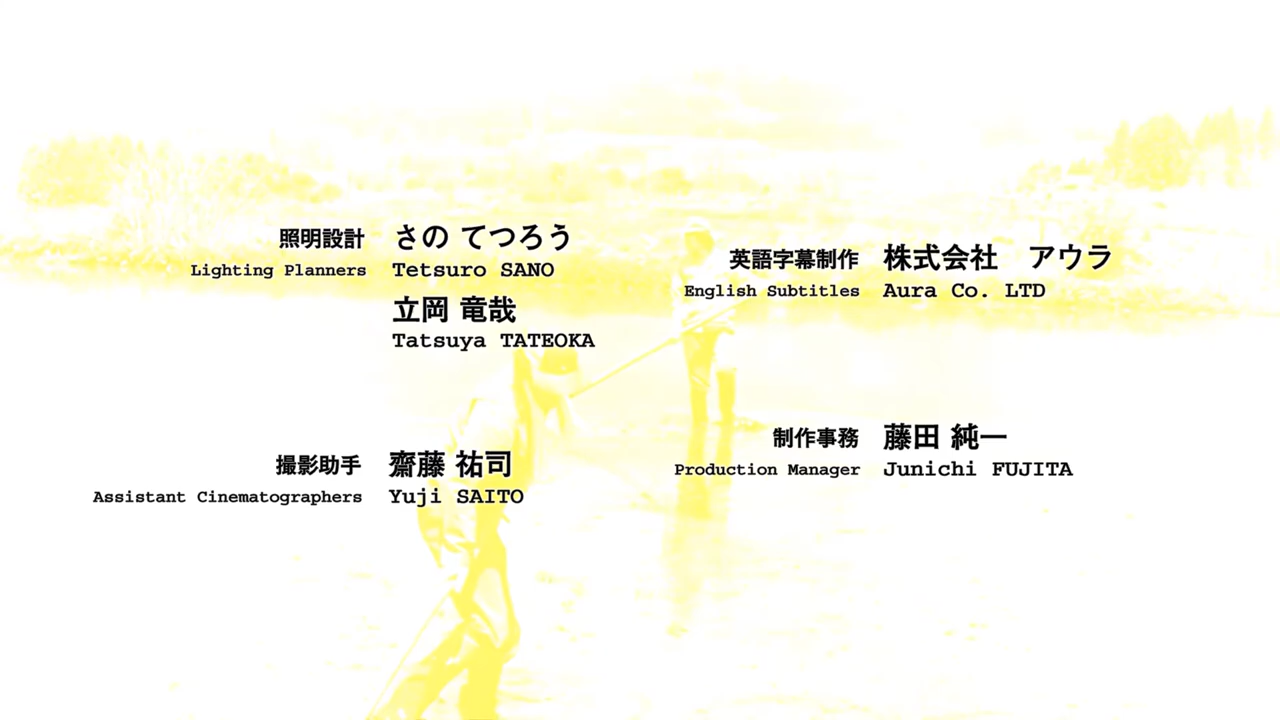 照明設計 さの てつろう
Lighting Planners Tetsuro SANO
立岡 竜哉
Tatsuya TATEOKA
撮影助手 齋藤 祐司
Assistant Cinematographers Yuji SAITO
英語字幕制作 株式会社　アウラ
English Subtitles Aura Co. LTD
制作事務 藤田 純一
Production Manager Junichi FUJITA